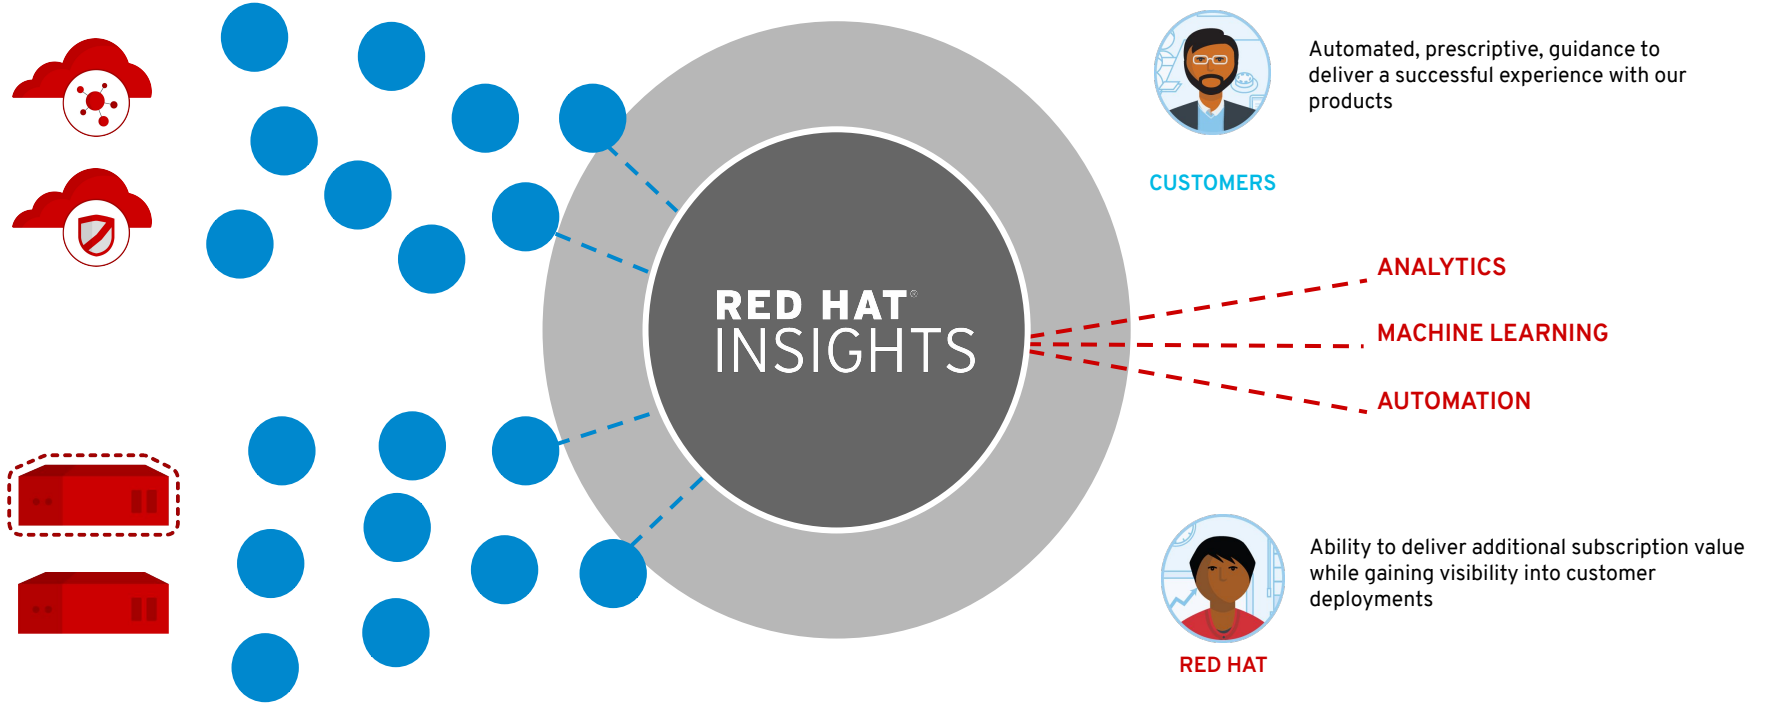 RED HAT®
INSIGHTS
Automated, prescriptive, guidance to
deliver a successful experience with our
products
CUSTOMERS
ANALYTICS
MACHINE LEARNING
AUTOMATION
Ability to deliver additional subscription value
while gaining visibility into customer
deployments
RED HAT